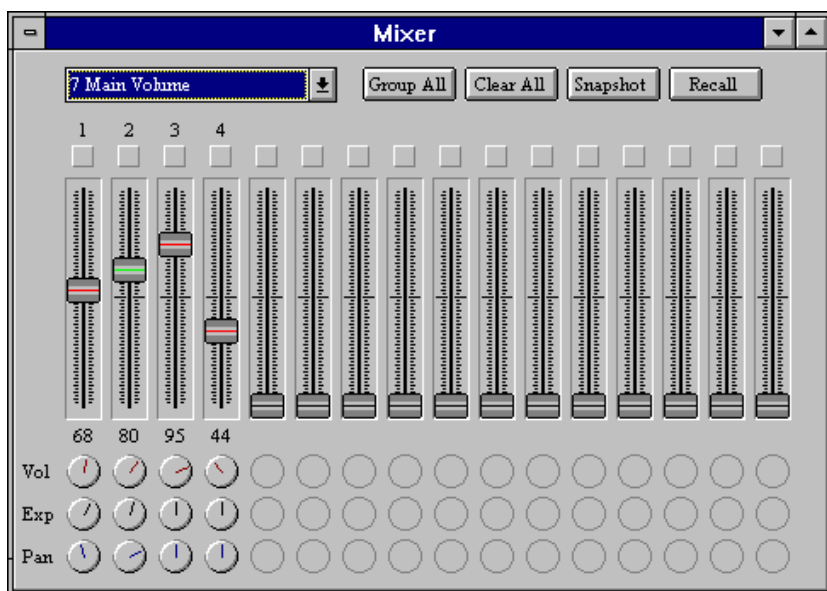 Mixer
7 Main Volume Group All Clear All Snapshot Recall
1 2 3 4
68 80 95 44
Vol
Exp
Pan